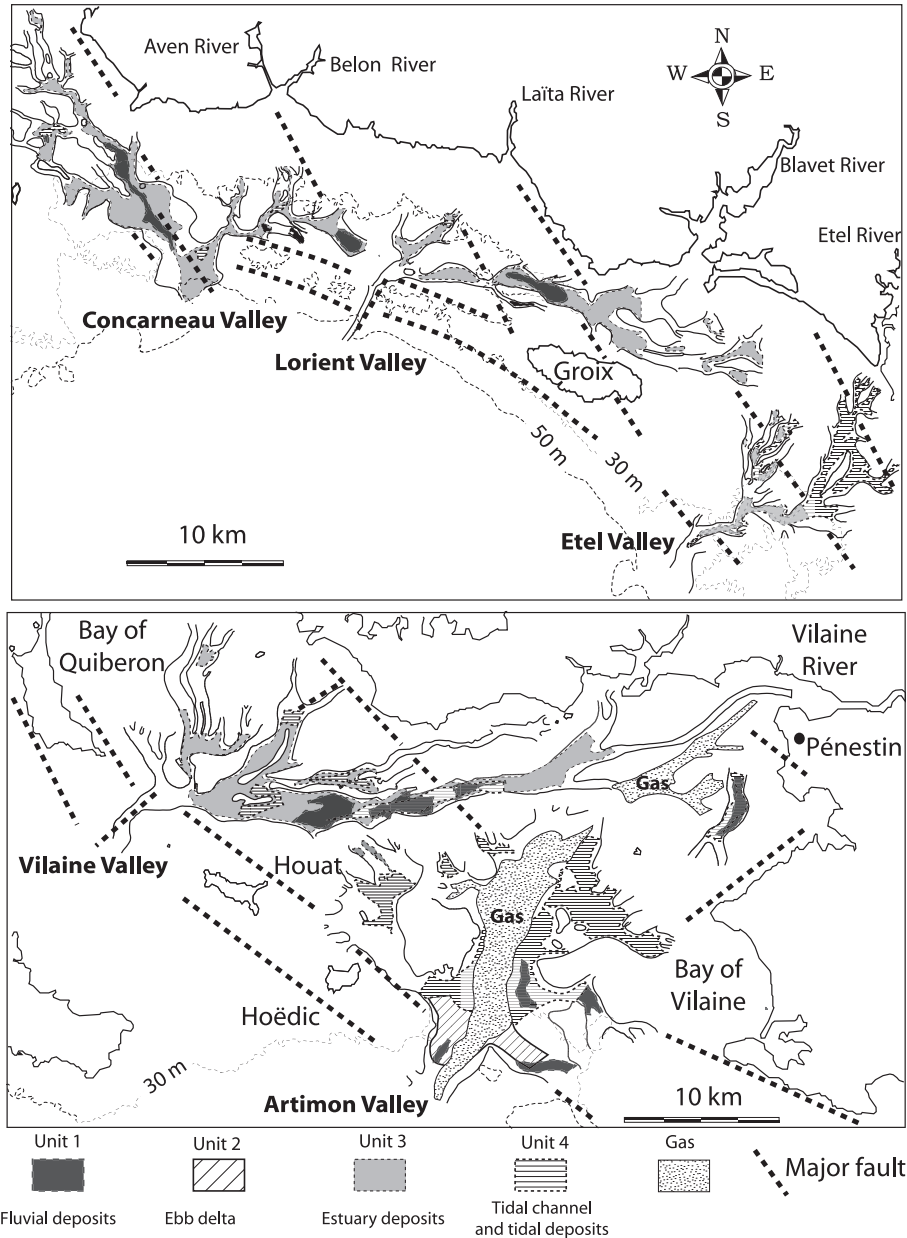 Aven River
Belon River
N
W E
S
Laïta River
Blavet River
Etel River
Concarneau Valley
Lorient Valley
Groix
50 m
30 m
10 km
Etel Valley
Bay of
Quiberon
Vilaine
River
Pénestin
Gas
Vilaine Valley
Houat
Gas
Bay of
Vilaine
Hoëdic
30 m
Artimon Valley
10 km
Unit 1
Unit 2
Unit 3
Unit 4
Gas
Major fault
Fluvial deposits
Ebb delta
Estuary deposits
Tidal channel
and tidal deposits